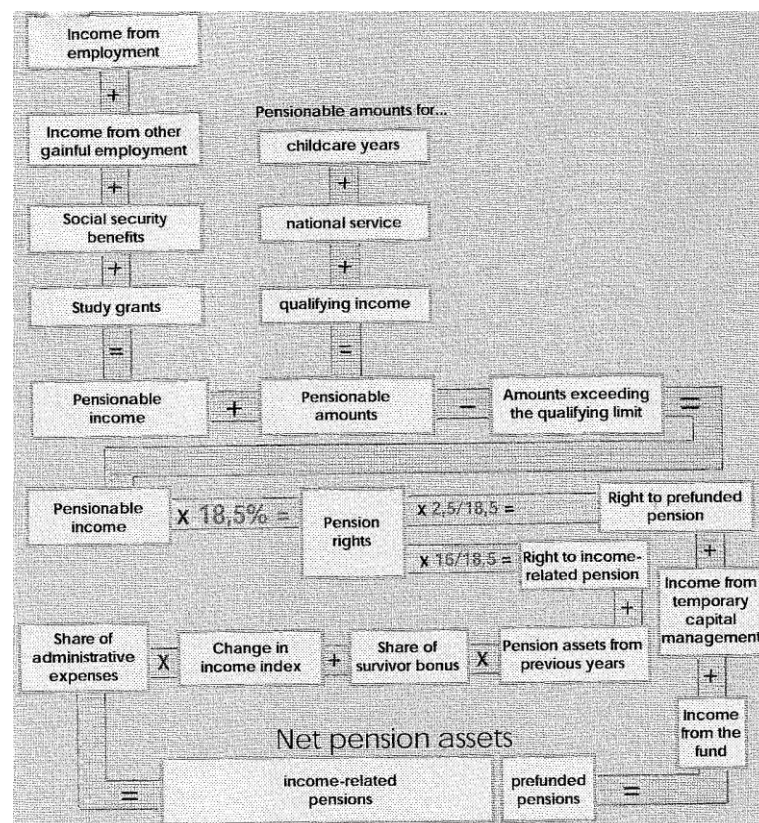 Income from
employment
+
Income from other
gainful employment
+
Social security
benefits
+
Study grants
=
Pensionable amounts for...
childcare years
+
national service
+
qualifying income
=
Pensionable
income
+
Pensionable
amounts
–
Amounts exceeding
the qualifying limit
=
Pensionable
income
x 18,5% =
Pension
rights
x 2,5/18,5 =
Right to prefunded
pension
x 16/18,5 =
Right to income-
related pension
+
+
Income from
temporary
capital
management
Share of
administrative
expenses
x
Change in
income index
+
Share of
survivor bonus
x
Pension assets from
previous years
+
Income
from the
fund
Net pension assets
=
income-related
pensions
prefunded
pensions
=